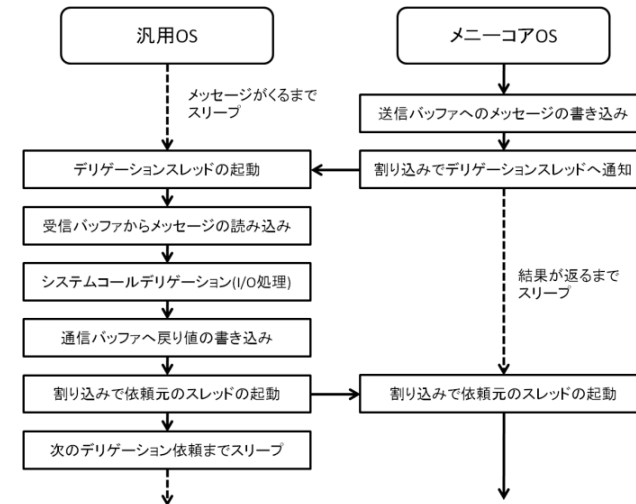 汎用OS
メニーコアOS
メッセージがくるまで
スリープ
送信バッファへのメッセージの書き込み
デリゲーションスレッドの起動
割り込みでデリゲーションスレッドへ通知
受信バッファからメッセージの読み込み
システムコールデリゲーション(I/O処理)
結果が返るまで
スリープ
通信バッファへ戻り値の書き込み
割り込みで依頼元のスレッドの起動
割り込みで依頼元のスレッドの起動
次のデリゲーション依頼までスリープ